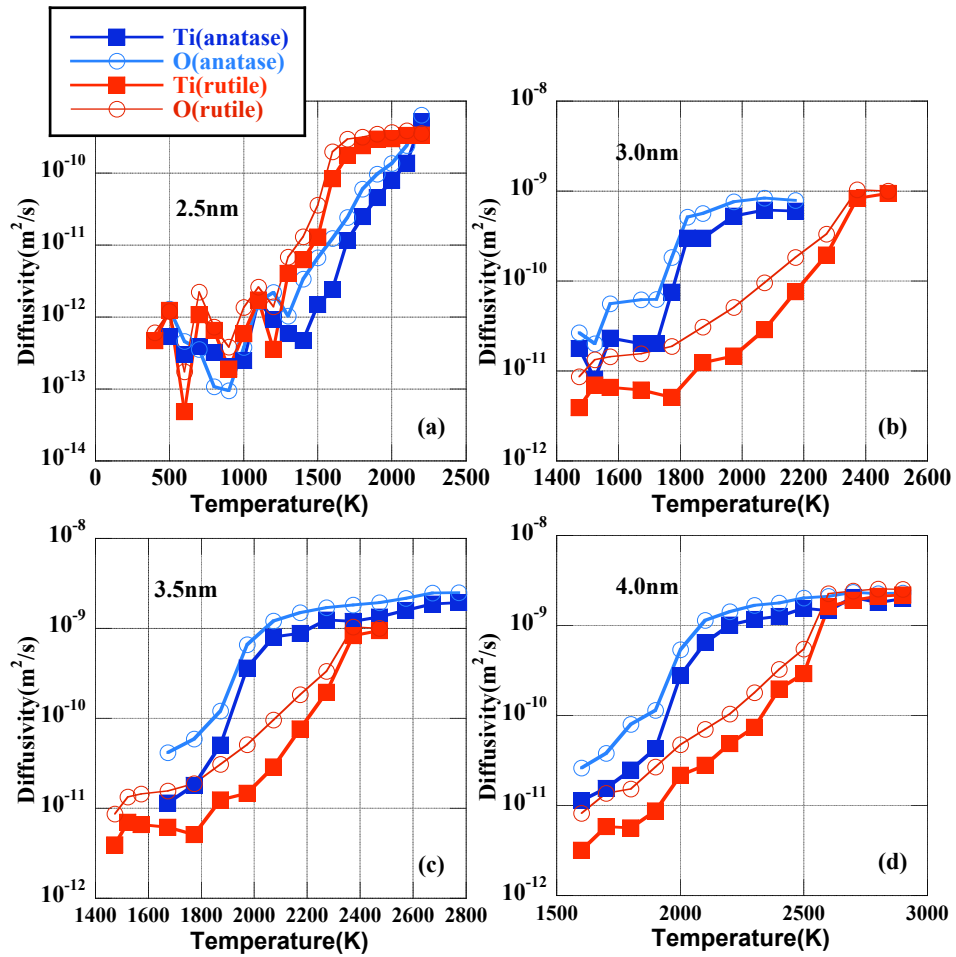 Ti(anatase)
O(anatase)
Ti(rutile)
O(rutile)
Diffusivity(m²/s)
10⁻¹⁰
10⁻¹¹
10⁻¹²
10⁻¹³
10⁻¹⁴
2.5nm
(a)
0 500 1000 1500 2000 2500
Temperature(K)
Diffusivity(m²/s)
10⁻⁸
10⁻⁹
10⁻¹⁰
10⁻¹¹
10⁻¹²
3.0nm
(b)
1400 1600 1800 2000 2200 2400 2600
Temperature(K)
Diffusivity(m²/s)
10⁻⁸
10⁻⁹
10⁻¹⁰
10⁻¹¹
10⁻¹²
3.5nm
(c)
1400 1600 1800 2000 2200 2400 2600 2800
Temperature(K)
Diffusivity(m²/s)
10⁻⁸
10⁻⁹
10⁻¹⁰
10⁻¹¹
10⁻¹²
4.0nm
(d)
1500 2000 2500 3000
Temperature(K)